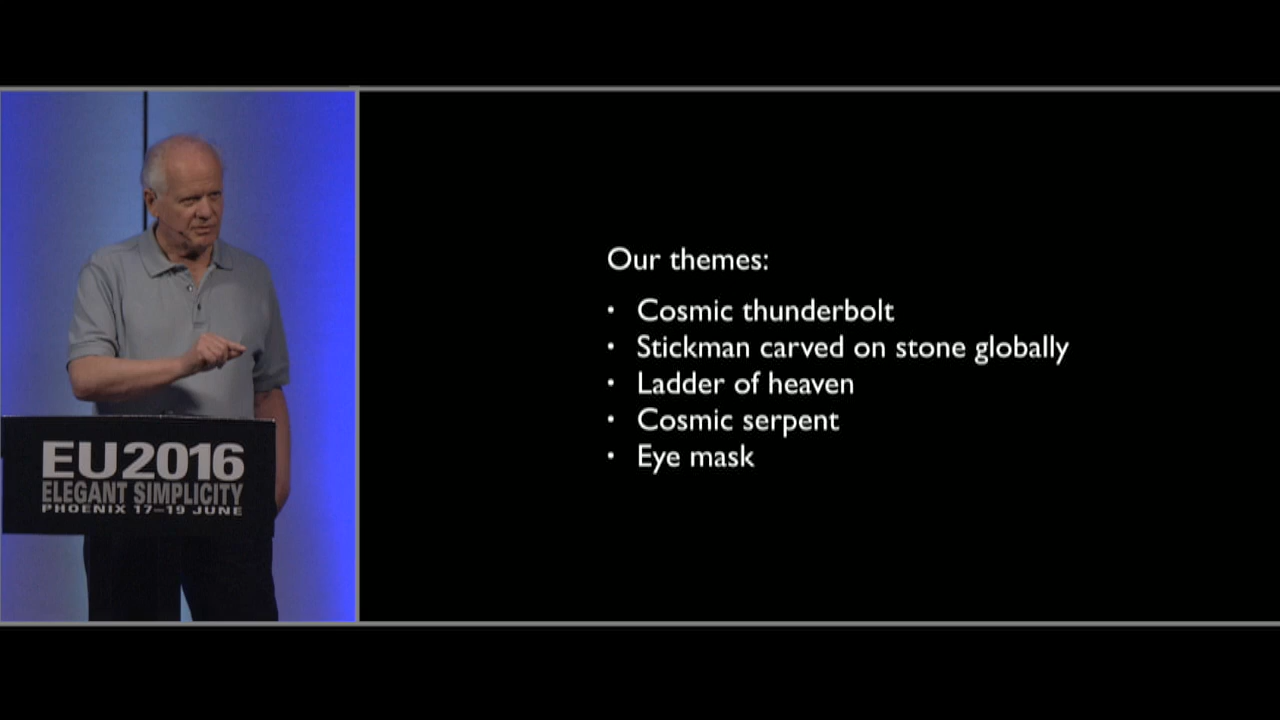 EU2016
ELEGANT SIMPLICITY
PHOENIX 17–19 JUNE
Our themes:
• Cosmic thunderbolt
• Stickman carved on stone globally
• Ladder of heaven
• Cosmic serpent
• Eye mask